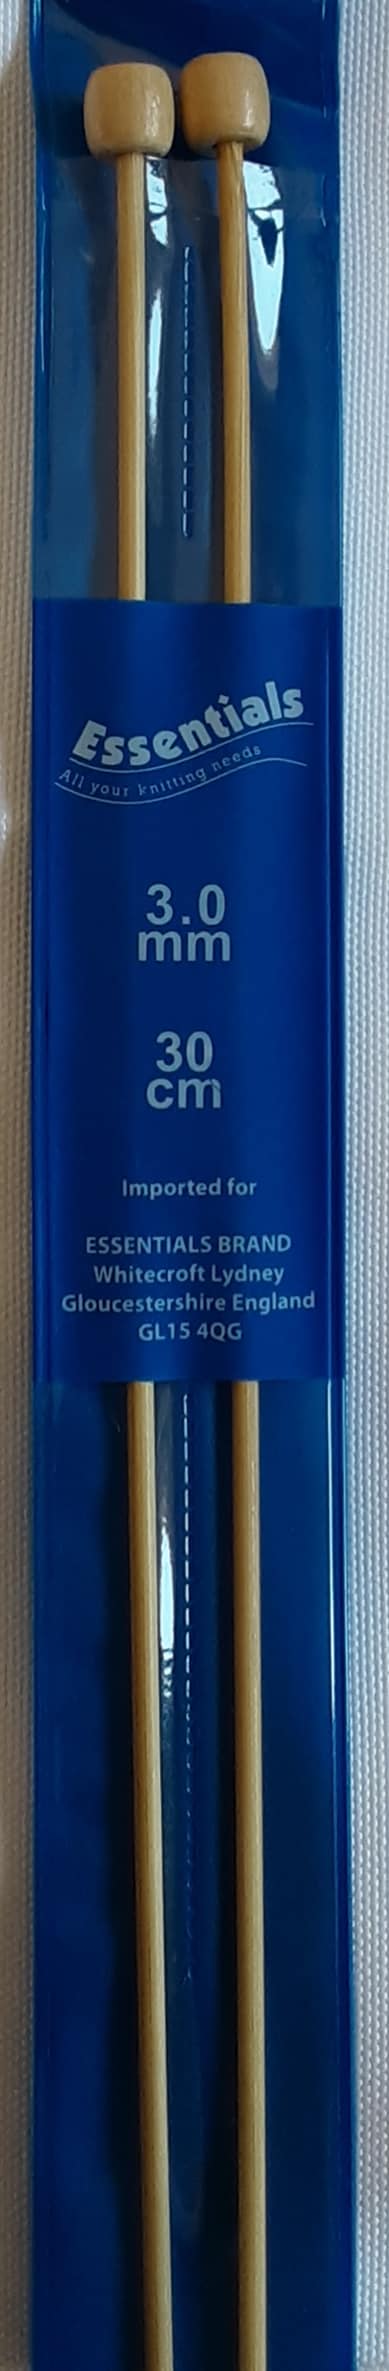 Essentials
All your knitting needs
3.0
mm
30
cm
Imported for
ESSENTIALS BRAND
Whitecroft Lydney
Gloucestershire England
GL15 4QG